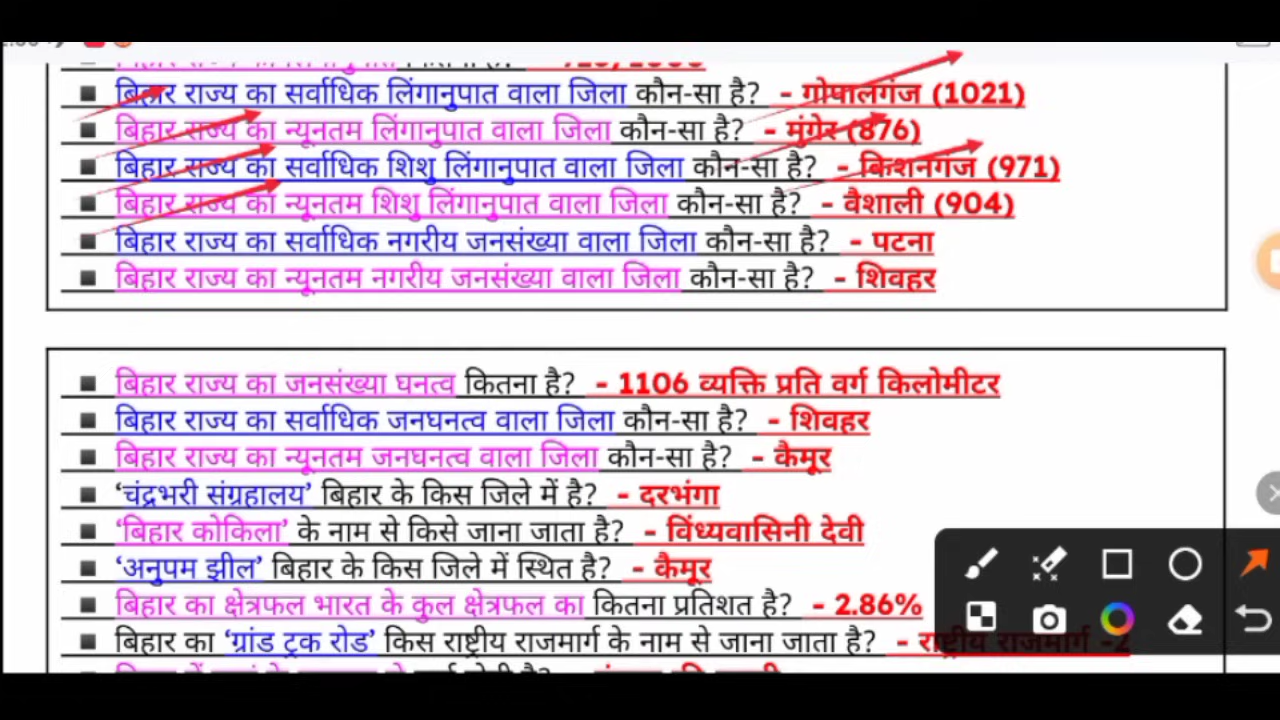 ■ बिहार राज्य का सर्वाधिक लिंगानुपात वाला जिला कौन-सा है? - गोपालगंज (1021)
■ बिहार राज्य का न्यूनतम लिंगानुपात वाला जिला कौन-सा है? - मुंगेर (876)
■ बिहार राज्य का सर्वाधिक शिशु लिंगानुपात वाला जिला कौन-सा है? - किशनगंज (971)
■ बिहार राज्य का न्यूनतम शिशु लिंगानुपात वाला जिला कौन-सा है? - वैशाली (904)
■ बिहार राज्य का सर्वाधिक नगरीय जनसंख्या वाला जिला कौन-सा है? - पटना
■ बिहार राज्य का न्यूनतम नगरीय जनसंख्या वाला जिला कौन-सा है? - शिवहर
■ बिहार राज्य का जनसंख्या घनत्व कितना है? - 1106 व्यक्ति प्रति वर्ग किलोमीटर
■ बिहार राज्य का सर्वाधिक जनघनत्व वाला जिला कौन-सा है? - शिवहर
■ बिहार राज्य का न्यूनतम जनघनत्व वाला जिला कौन-सा है? - कैमूर
■ ‘चंद्रभरी संग्रहालय’ बिहार के किस जिले में है? - दरभंगा
■ ‘बिहार कोकिला’ के नाम से किसे जाना जाता है? - विंध्यवासिनी देवी
■ ‘अनुपम झील’ बिहार के किस जिले में स्थित है? - कैमूर
■ बिहार का क्षेत्रफल भारत के कुल क्षेत्रफल का कितना प्रतिशत है? - 2.86%
■ बिहार का ‘ग्रांड ट्रक रोड’ किस राष्ट्रीय राजमार्ग के नाम से जाना जाता है? - राष्ट्रीय राजमार्ग -2